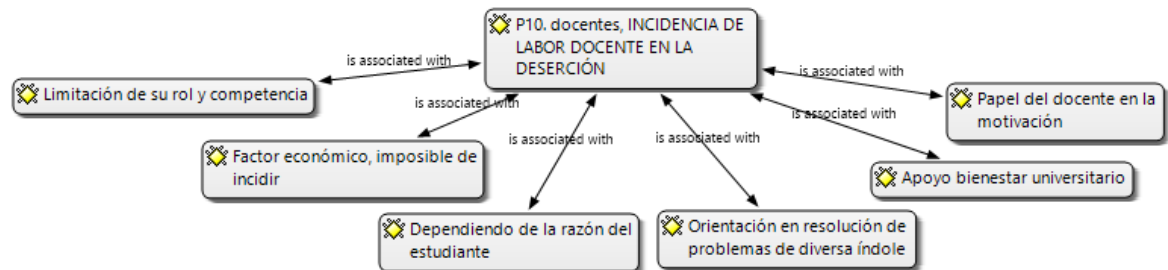 P10. docentes, INCIDENCIA DE
LABOR DOCENTE EN LA
DESERCIÓN
is associated with
is associated with
Limitación de su rol y competencia
Papel del docente en la
motivación
is associated with
is associated with
is associated with
is associated with
Factor económico, imposible de
incidir
Apoyo bienestar universitario
Dependiendo de la razón del
estudiante
Orientación en resolución de
problemas de diversa índole